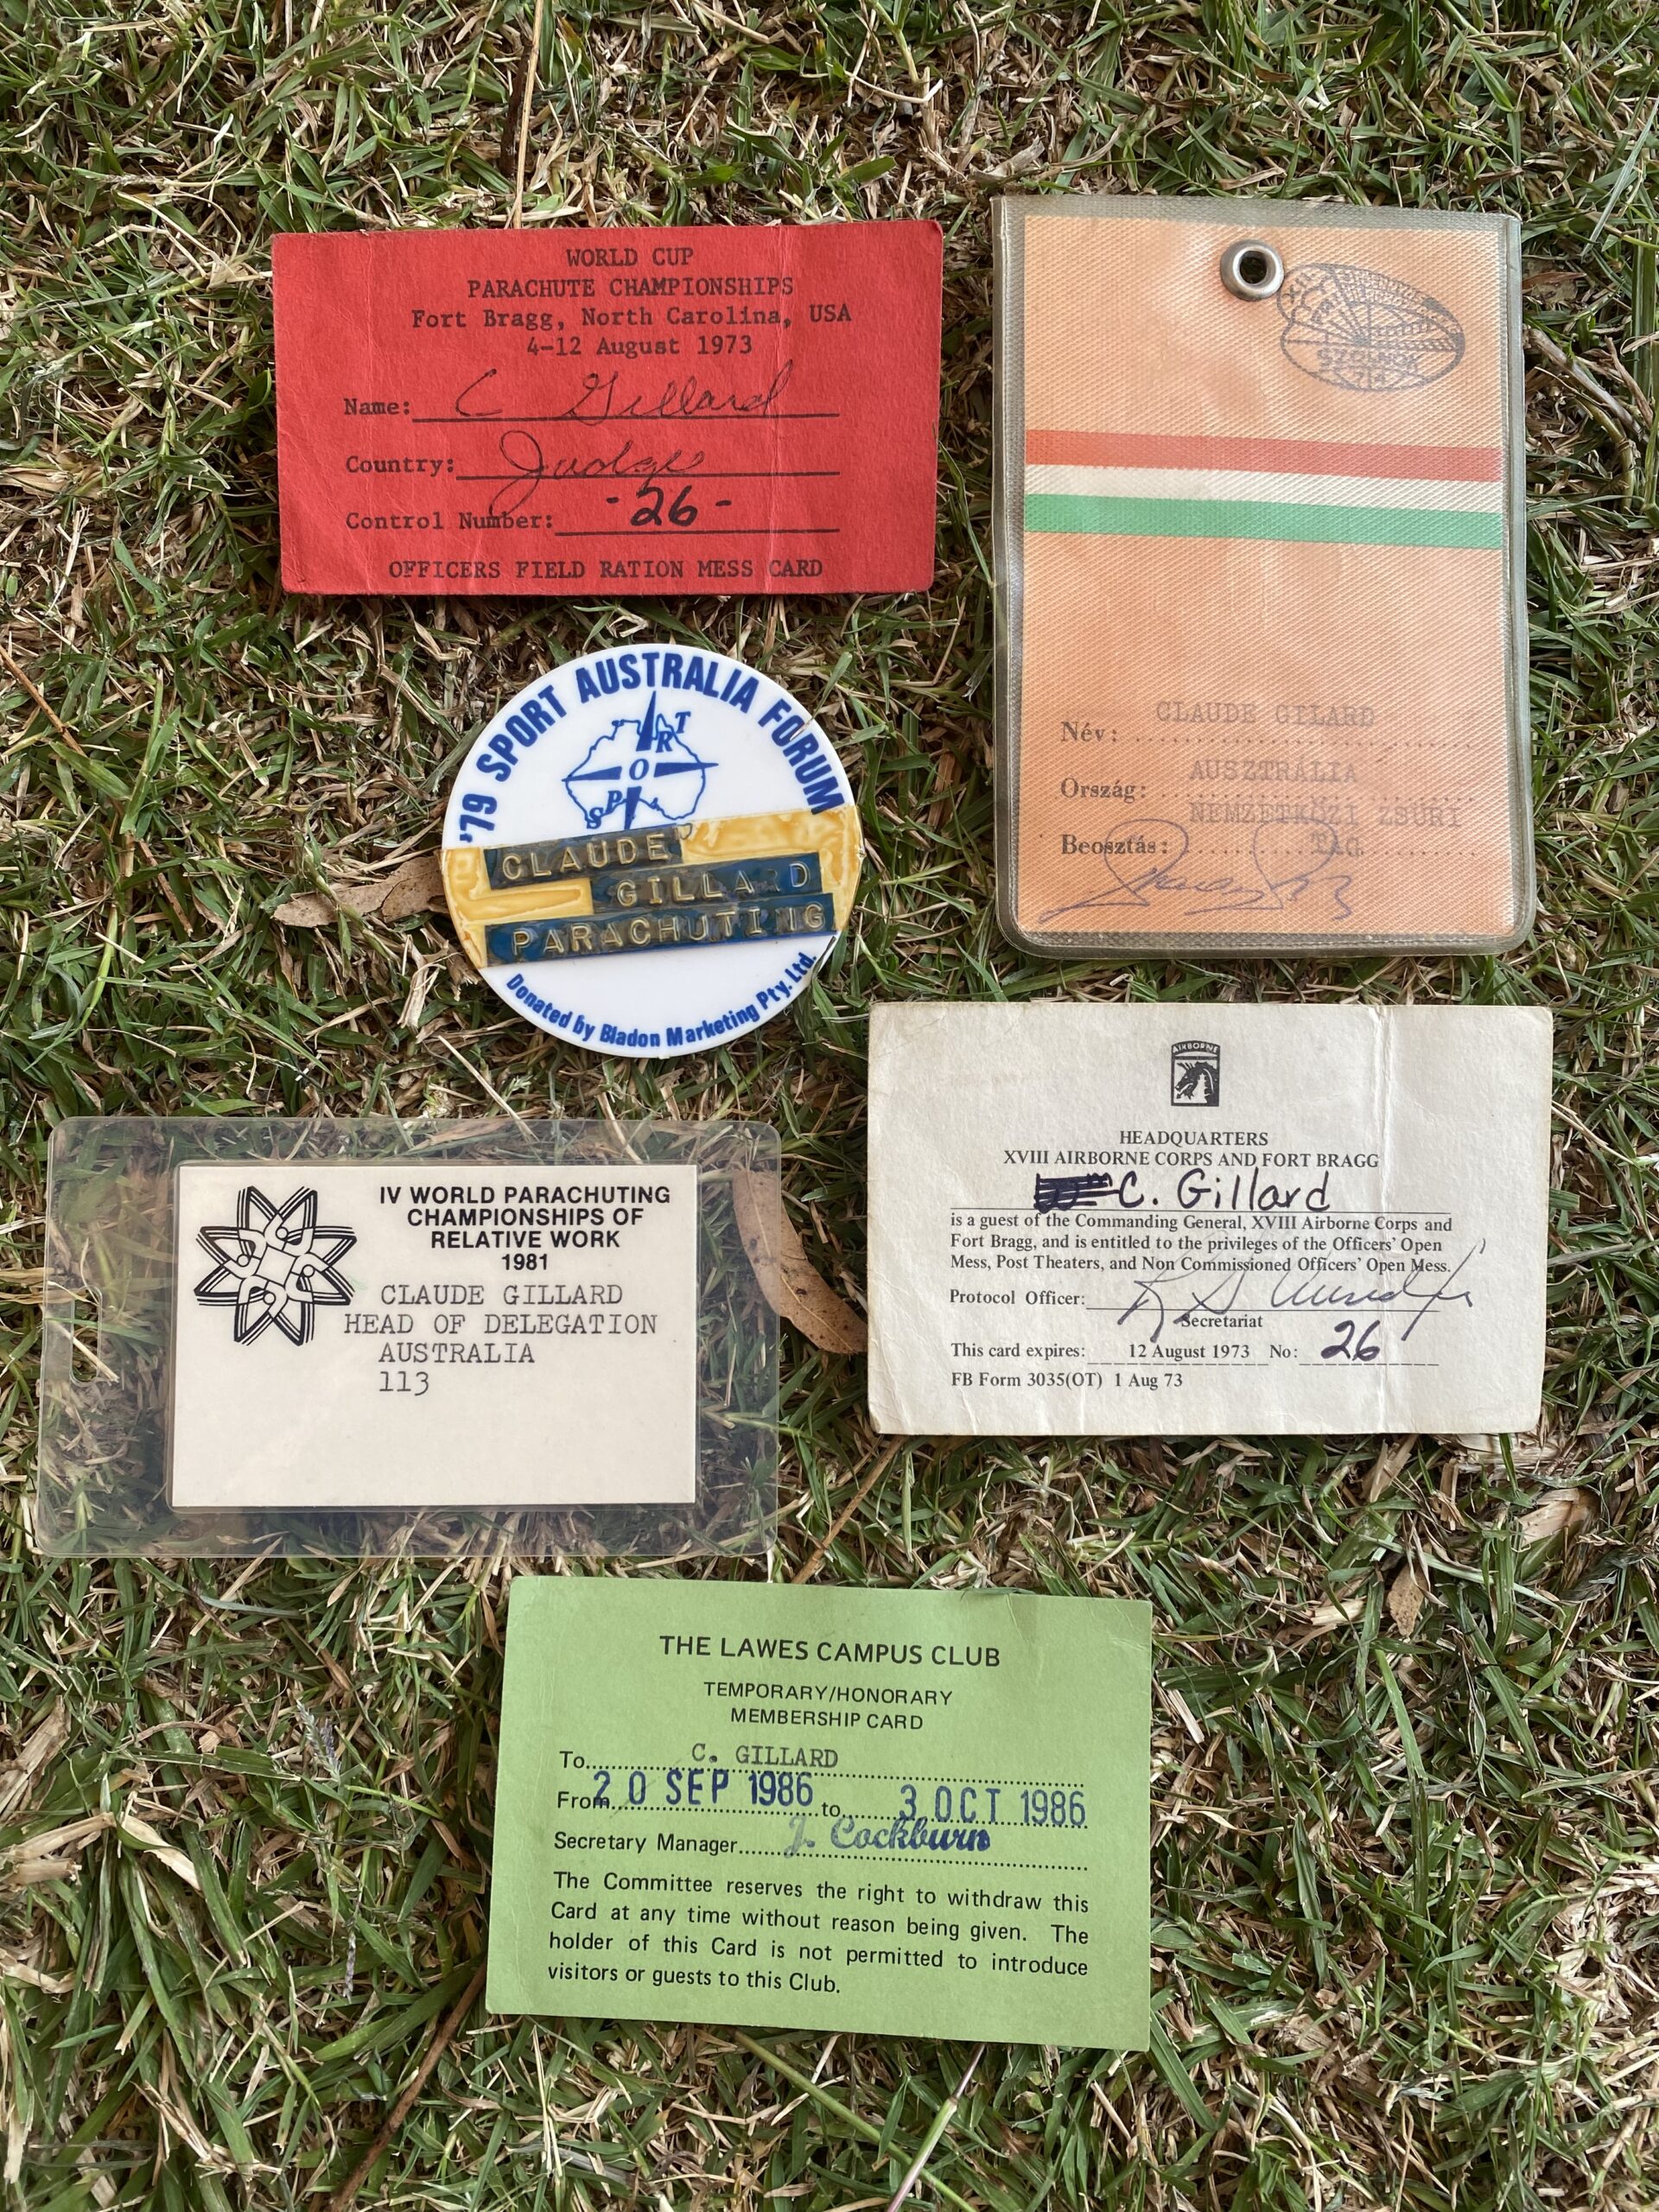 WORLD CUP
PARACHUTE CHAMPIONSHIPS
Fort Bragg, North Carolina, USA
4-12 August 1973
Name: C Gillard
Country: Judge
Control Number: -26-
OFFICERS FIELD RATION MESS CARD
SZOLNOK
Név: CLAUDE GILARD
Ország: AUSZTRÁLIA
NEMZETKÖZI ZSÜRI
Beosztás: TAG
'79 SPORT AUSTRALIA FORUM
SPORT
CLAUDE
GILLARD
PARACHUTING
Donated by Bladon Marketing Pty. Ltd.
AIRBORNE
HEADQUARTERS
XVIII AIRBORNE CORPS AND FORT BRAGG
C. Gillard
is a guest of the Commanding General, XVIII Airborne Corps and
Fort Bragg, and is entitled to the privileges of the Officers' Open
Mess, Post Theaters, and Non Commissioned Officers' Open Mess.
Protocol Officer:
Secretariat
This card expires: 12 August 1973 No: 26
FB Form 3035(OT) 1 Aug 73
IV WORLD PARACHUTING
CHAMPIONSHIPS OF
RELATIVE WORK
1981
CLAUDE GILLARD
HEAD OF DELEGATION
AUSTRALIA
113
THE LAWES CAMPUS CLUB
TEMPORARY/HONORARY
MEMBERSHIP CARD
To C. GILLARD
From 20 SEP 1986 to 3 OCT 1986
Secretary Manager J. Cockburn
The Committee reserves the right to withdraw this
Card at any time without reason being given. The
holder of this Card is not permitted to introduce
visitors or guests to this Club.